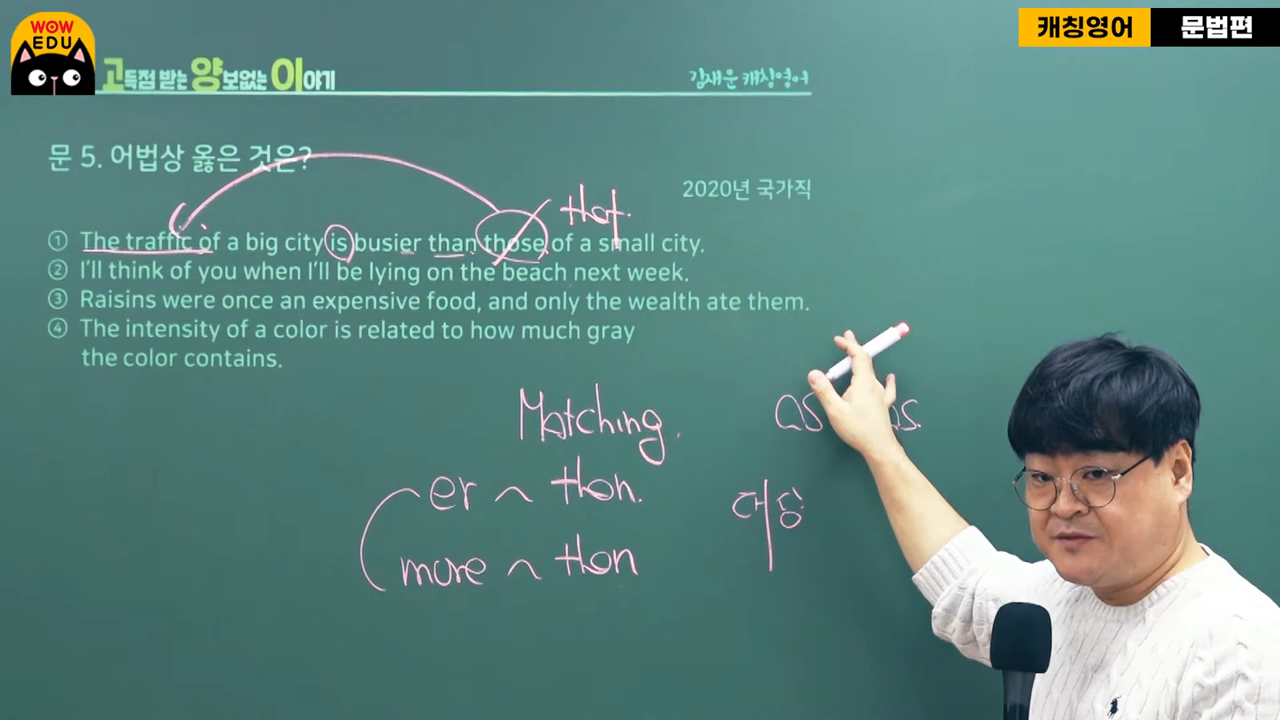 WOW
EDU
캐칭영어 문법편
고득점 받는 양보없는 이야기
김재운 캐칭영어
문 5. 어법상 옳은 것은?
2020년 국가직
that.
① The traffic of a big city is busier than those of a small city.
② I'll think of you when I'll be lying on the beach next week.
③ Raisins were once an expensive food, and only the wealth ate them.
④ The intensity of a color is related to how much gray
the color contains.
Matching.
as as.
er ~ than.
대상
more ~ than